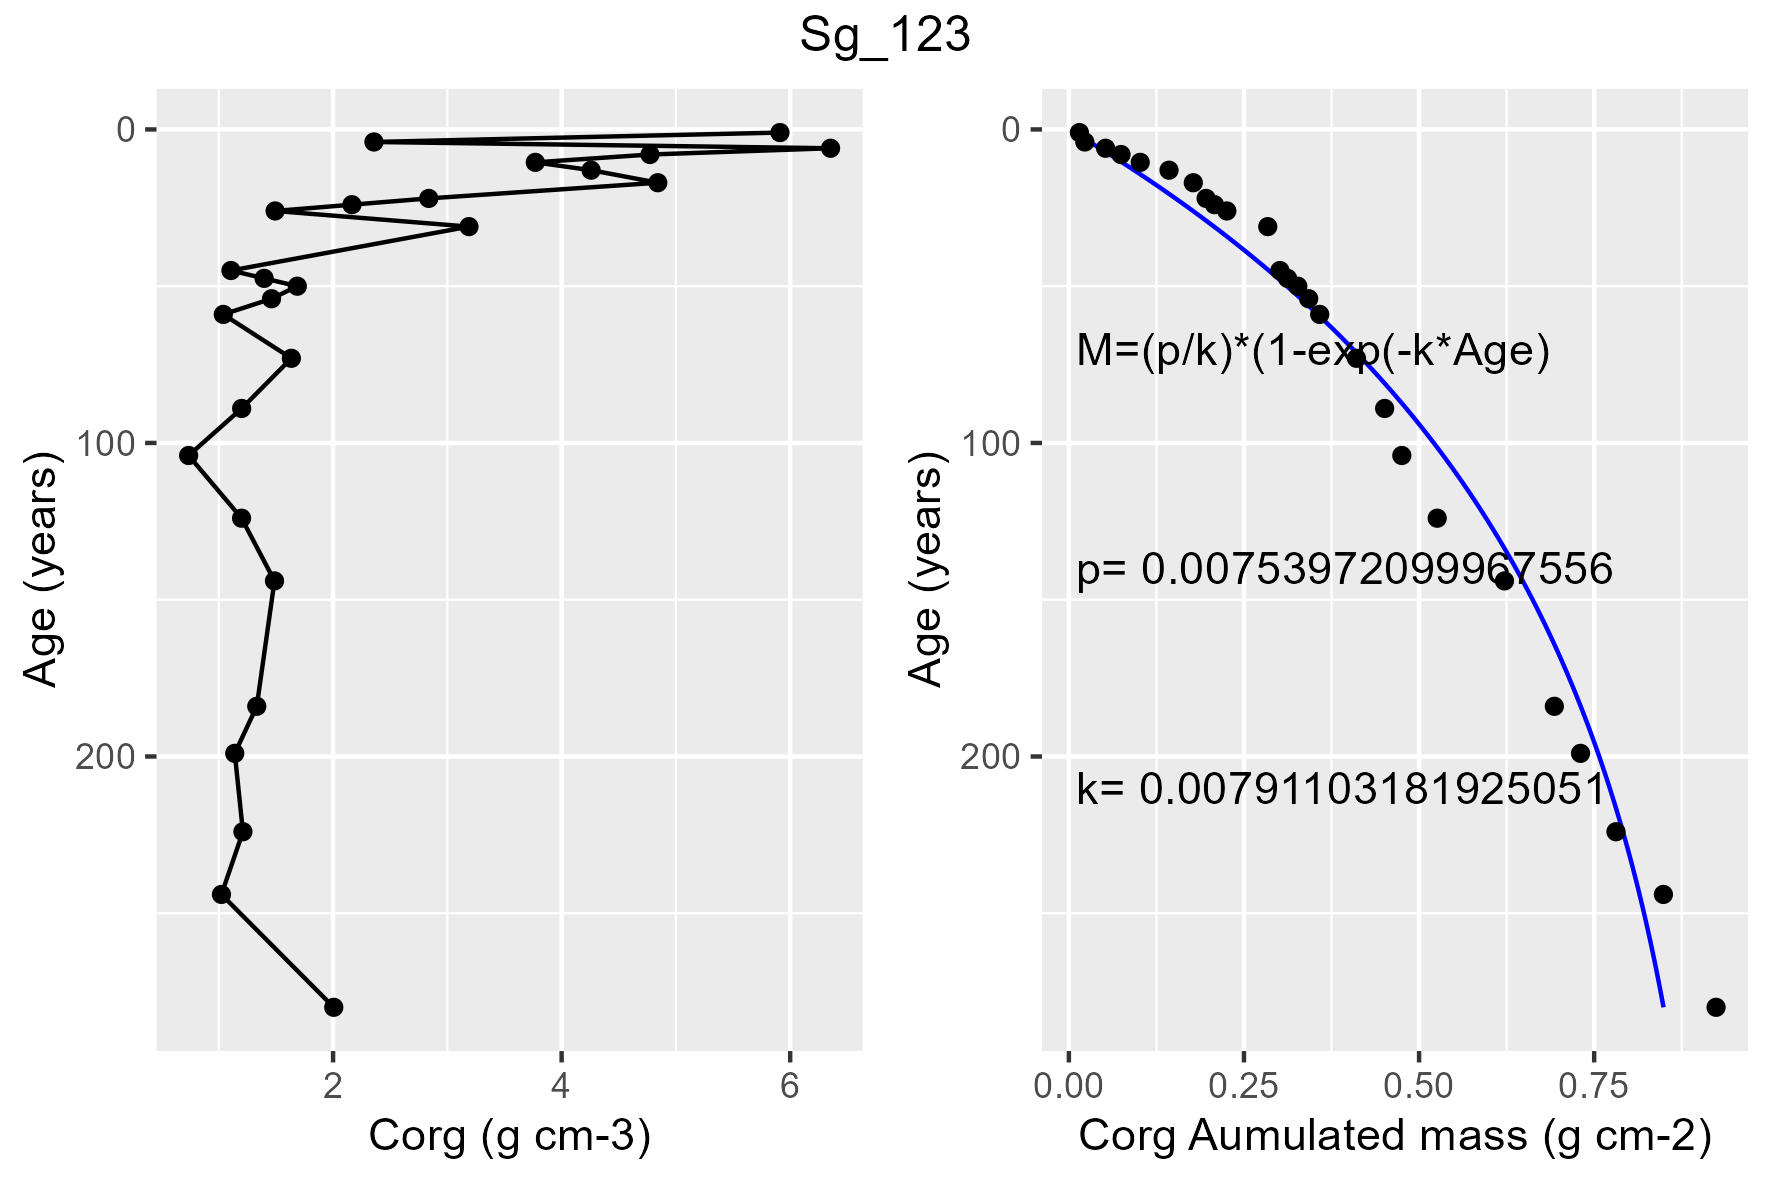 Sg_123
0
100
200
Age (years)
2
4
6
Corg (g cm-3)
0
100
200
Age (years)
M=(p/k)*(1-exp(-k*Age)
p= 0.00753972099967556
k= 0.00791103181925051
0.00
0.25
0.50
0.75
Corg Aumulated mass (g cm-2)